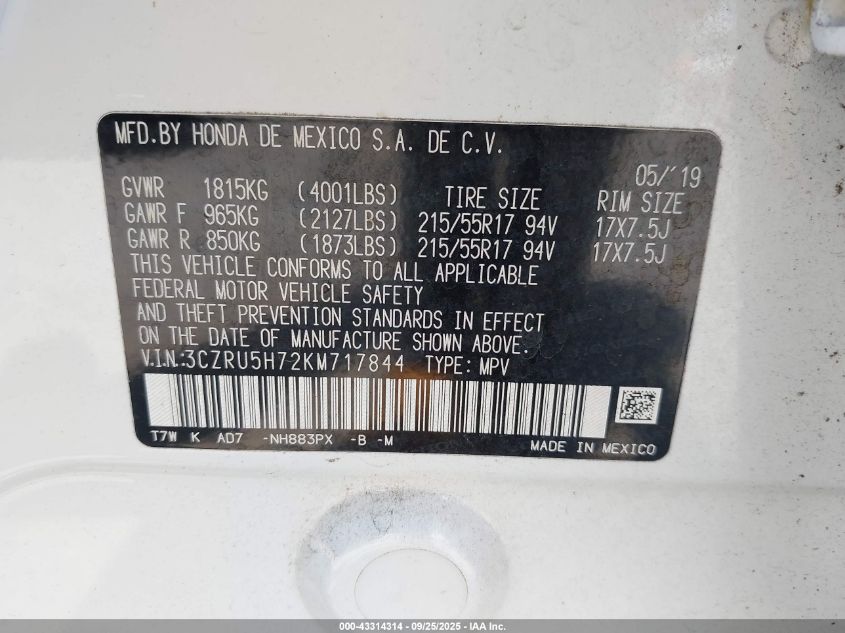 MFD.BY HONDA DE MEXICO S.A. DE C.V.
05/'19
GVWR 1815KG (4001LBS) TIRE SIZE RIM SIZE
GAWR F 965KG (2127LBS) 215/55R17 94V 17X7.5J
GAWR R 850KG (1873LBS) 215/55R17 94V 17X7.5J
THIS VEHICLE CONFORMS TO ALL APPLICABLE
FEDERAL MOTOR VEHICLE SAFETY
AND THEFT PREVENTION STANDARDS IN EFFECT
ON THE DATE OF MANUFACTURE SHOWN ABOVE.
V.I.N.:3CZRU5H72KM717844 TYPE: MPV
T7W K AD7 -NH883PX -B -M
MADE IN MEXICO
000-43314314 - 09/25/2025 - IAA Inc.